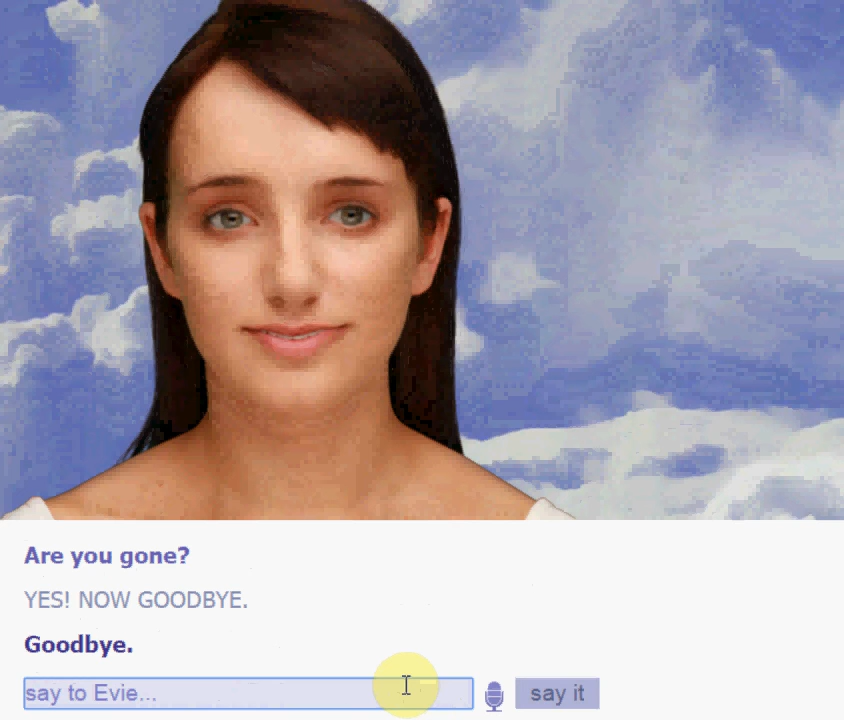 Are you gone?
YES! NOW GOODBYE.
Goodbye.
say to Evie...
say it